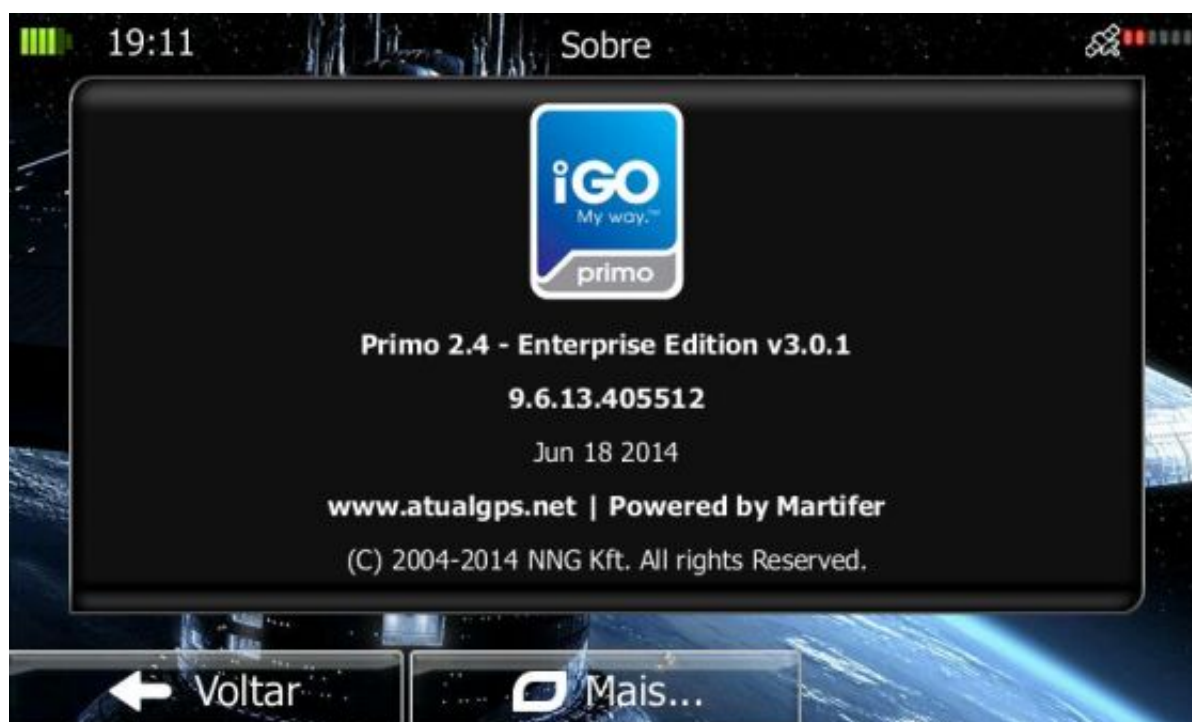 19:11
Sobre
iGO
My way.™
primo
Primo 2.4 - Enterprise Edition v3.0.1
9.6.13.405512
Jun 18 2014
www.atualgps.net | Powered by Martifer
(C) 2004-2014 NNG Kft. All rights Reserved.
Voltar
Mais...